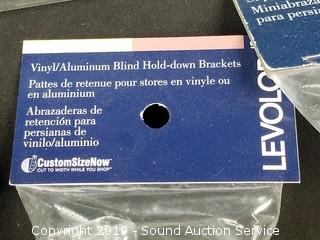 Vinyl/Aluminum Blind Hold-down Brackets
Pattes de retenue pour stores en vinyle ou
en aluminium
Abrazaderas de
retención para
persianas de
vinilo/aluminio
CustomSizeNow
CUT TO WIDTH WHILE YOU SHOP
LEVOLOR
Miniabraz
para persia
Copyright 2019 - Sound Auction Service